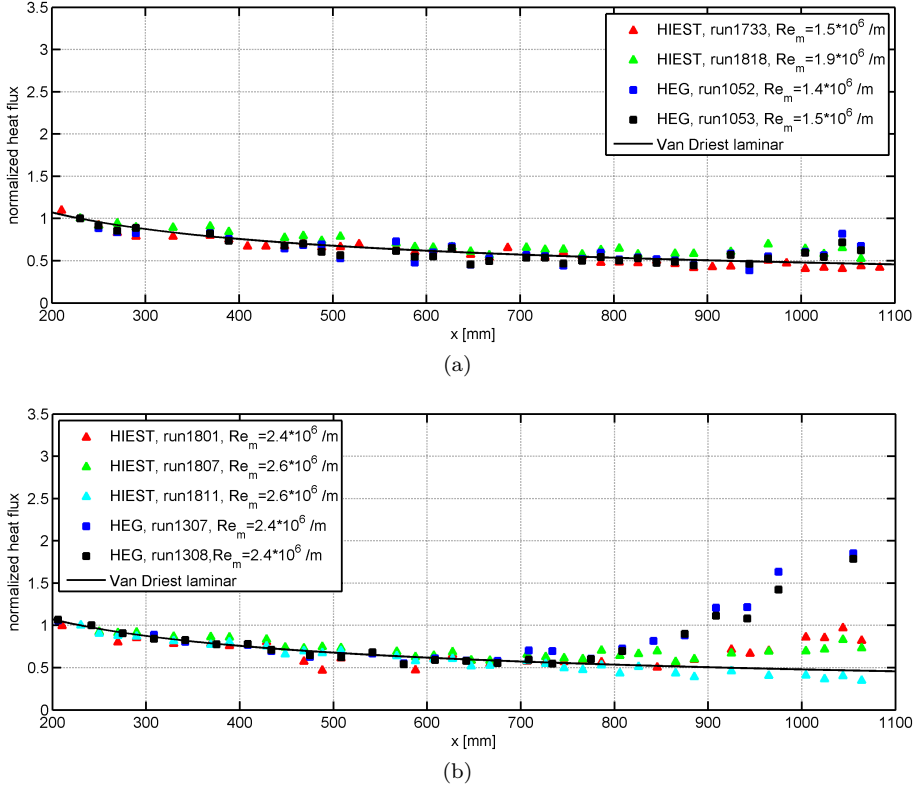 3.5
3
2.5
2
1.5
1
0.5
0
normalized heat flux
HIEST, run1733, Re_m=1.5*10^6 /m
HIEST, run1818, Re_m=1.9*10^6 /m
HEG, run1052, Re_m=1.4*10^6 /m
HEG, run1053, Re_m=1.5*10^6 /m
Van Driest laminar
200 300 400 500 600 700 800 900 1000 1100
x [mm]
(a)
3.5
3
2.5
2
1.5
1
0.5
0
normalized heat flux
HIEST, run1801, Re_m=2.4*10^6 /m
HIEST, run1807, Re_m=2.6*10^6 /m
HIEST, run1811, Re_m=2.6*10^6 /m
HEG, run1307, Re_m=2.4*10^6 /m
HEG, run1308,Re_m=2.4*10^6 /m
Van Driest laminar
200 300 400 500 600 700 800 900 1000 1100
x [mm]
(b)